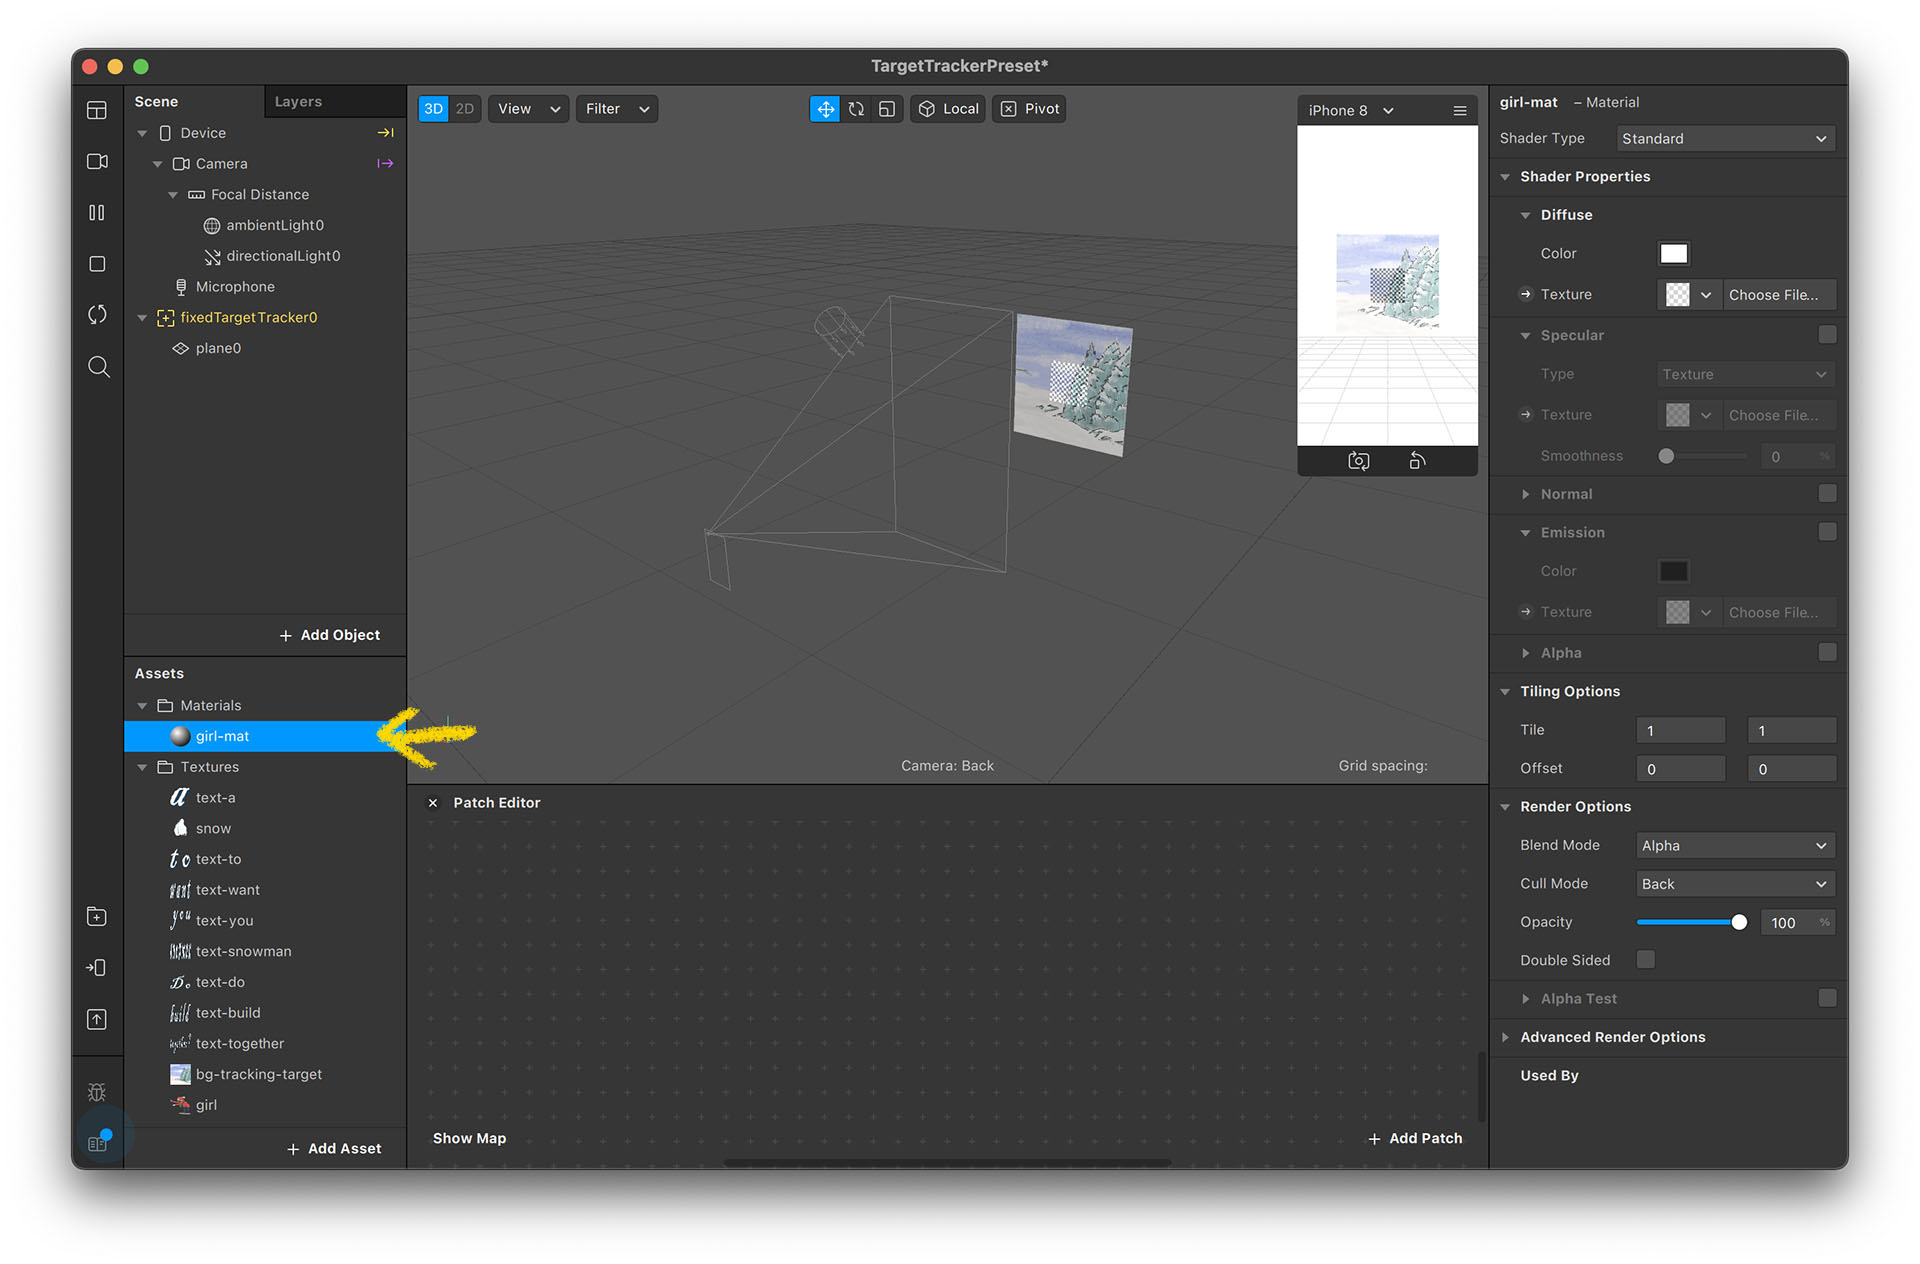 TargetTrackerPreset*
Scene
Layers
Device
Camera
Focal Distance
ambientLight0
directionalLight0
Microphone
fixedTargetTracker0
plane0
+ Add Object
Assets
Materials
girl-mat
Textures
a text-a
snow
to text-to
want text-want
you text-you
text-snowman
Do text-do
build text-build
text-together
bg-tracking-target
girl
+ Add Asset
3D 2D View Filter Local Pivot
iPhone 8
Camera: Back
Grid spacing:
Patch Editor
Show Map
+ Add Patch
girl-mat – Material
Shader Type Standard
Shader Properties
Diffuse
Color
Texture Choose File...
Specular
Type Texture
Texture Choose File...
Smoothness 0 %
Normal
Emission
Color
Texture Choose File...
Alpha
Tiling Options
Tile 1 1
Offset 0 0
Render Options
Blend Mode Alpha
Cull Mode Back
Opacity 100 %
Double Sided
Alpha Test
Advanced Render Options
Used By